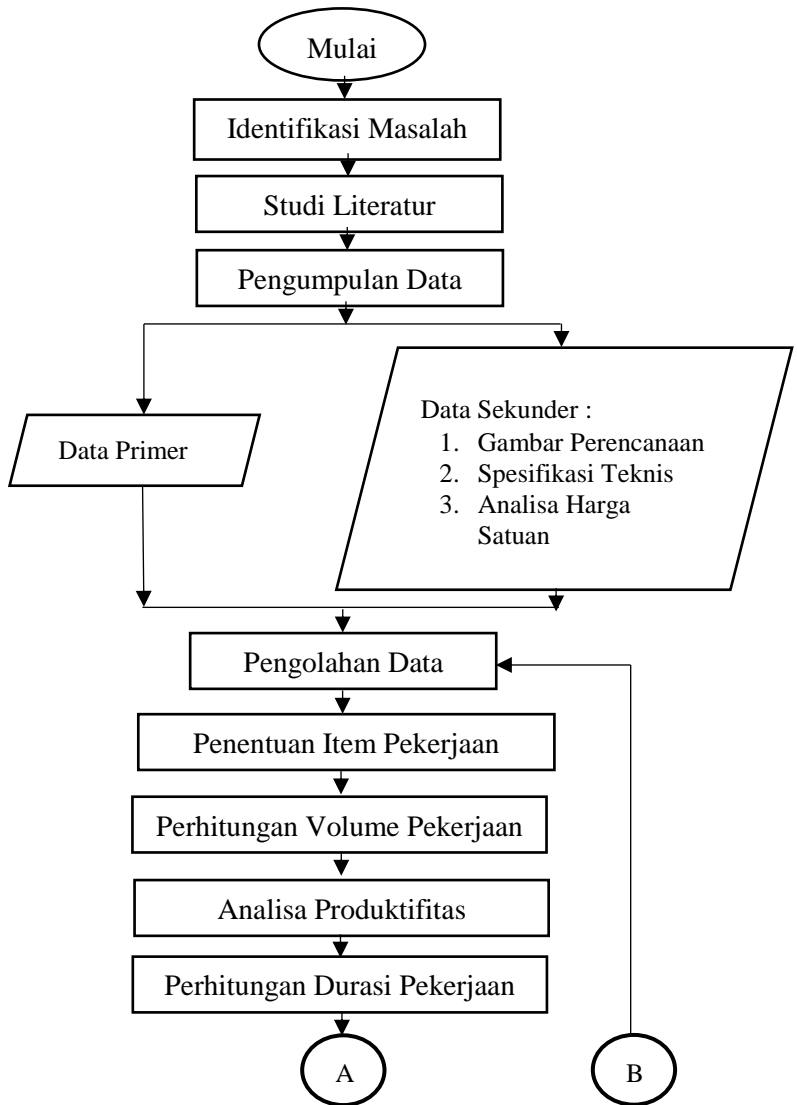 Mulai
Identifikasi Masalah
Studi Literatur
Pengumpulan Data
Data Primer
Data Sekunder :
1. Gambar Perencanaan
2. Spesifikasi Teknis
3. Analisa Harga
Satuan
Pengolahan Data
Penentuan Item Pekerjaan
Perhitungan Volume Pekerjaan
Analisa Produktifitas
Perhitungan Durasi Pekerjaan
A
B